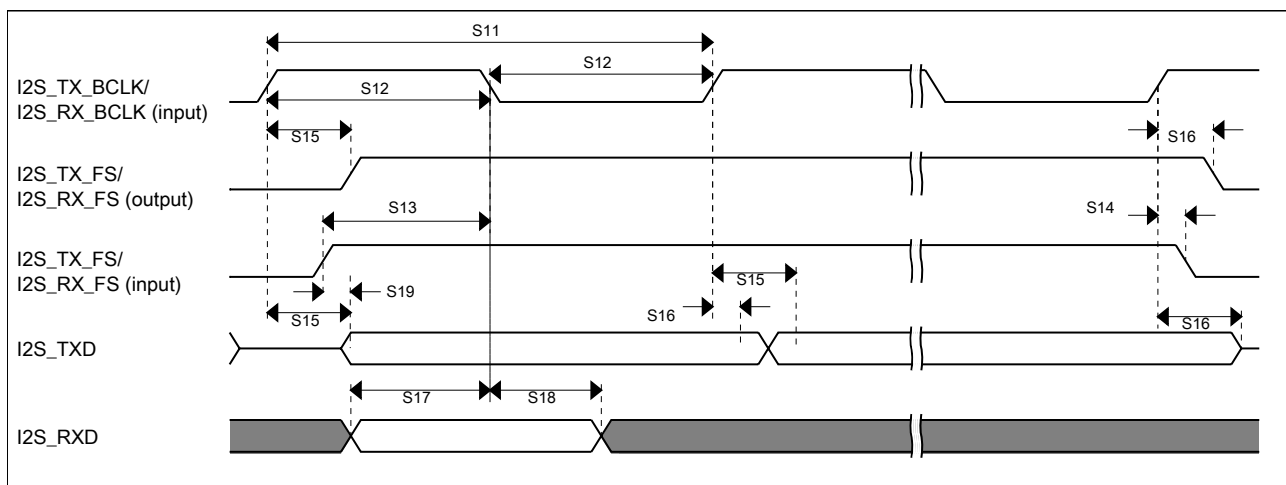 S11
S12
I2S_TX_BCLK/
I2S_RX_BCLK (input)
S12
S15
S16
I2S_TX_FS/
I2S_RX_FS (output)
S13
S14
I2S_TX_FS/
I2S_RX_FS (input)
S15
S19
S16
S15
S16
I2S_TXD
S17
S18
I2S_RXD